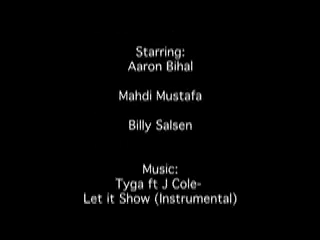 Starring:
Aaron Bihal
Mahdi Mustafa
Billy Salsen
Music:
Tyga ft J Cole-
Let it Show (Instrumental)